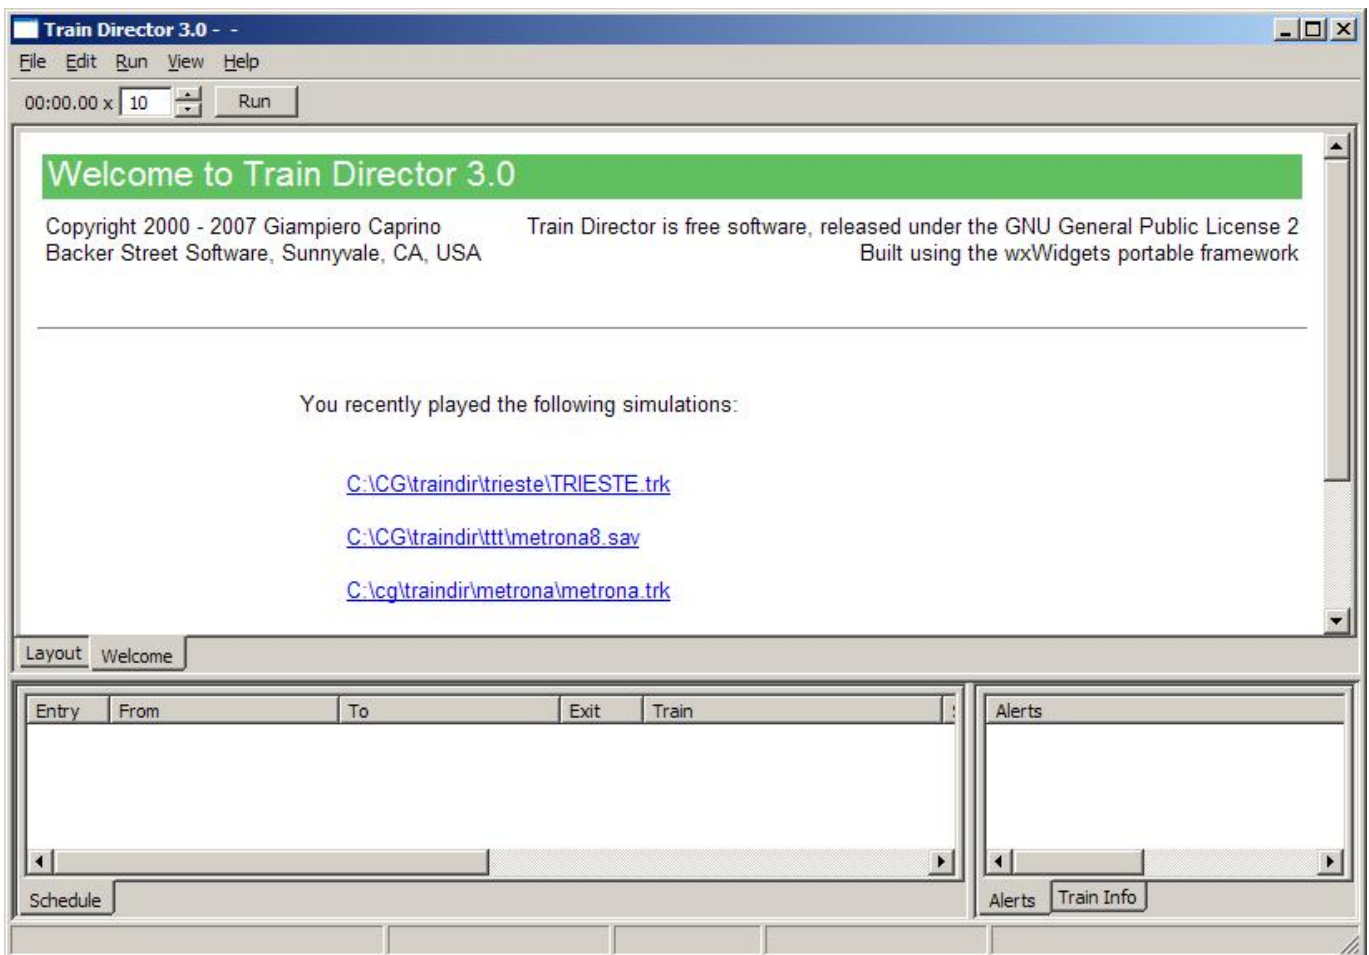 Train Director 3.0 - -
File Edit Run View Help
00:00.00 x 10 Run
Welcome to Train Director 3.0
Copyright 2000 - 2007 Giampiero Caprino Train Director is free software, released under the GNU General Public License 2
Backer Street Software, Sunnyvale, CA, USA Built using the wxWidgets portable framework
You recently played the following simulations:
C:\CG\traindir\trieste\TRIESTE.trk
C:\CG\traindir\ttt\metrona8.sav
C:\cg\traindir\metrona\metrona.trk
Layout Welcome
Entry From To Exit Train Alerts
Schedule Alerts Train Info